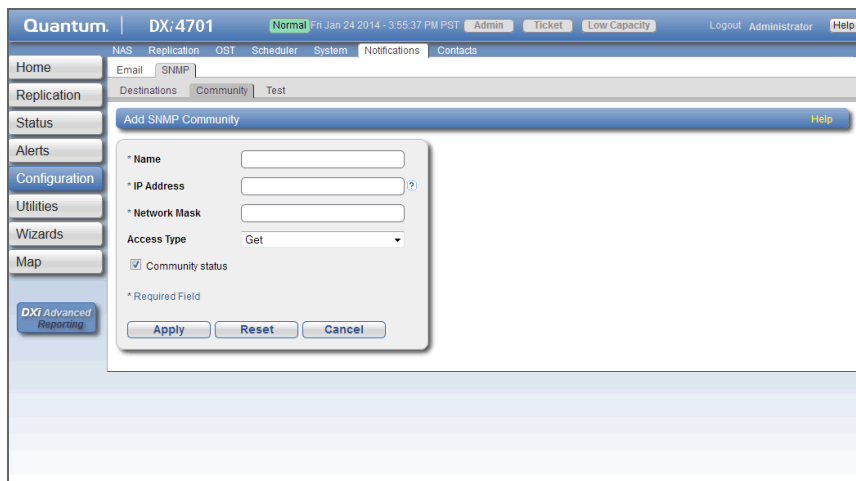 Quantum. DXi4701 Normal Fri Jan 24 2014 - 3:55:37 PM PST Admin Ticket Low Capacity Logout Administrator Help
NAS Replication OST Scheduler System Notifications Contacts
Home
Replication
Status
Alerts
Configuration
Utilities
Wizards
Map
DXi Advanced
Reporting
Email SNMP
Destinations Community Test
Add SNMP Community Help
* Name
* IP Address ?
* Network Mask
Access Type Get
Community status
* Required Field
Apply Reset Cancel